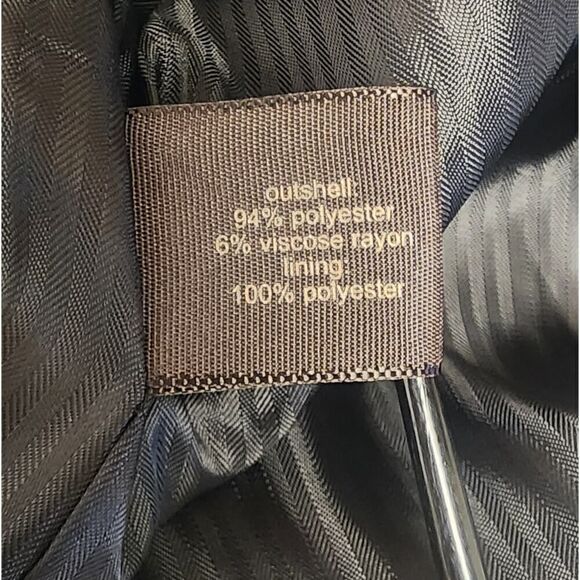 outshell:
94% polyester
6% viscose rayon
lining:
100% polyester